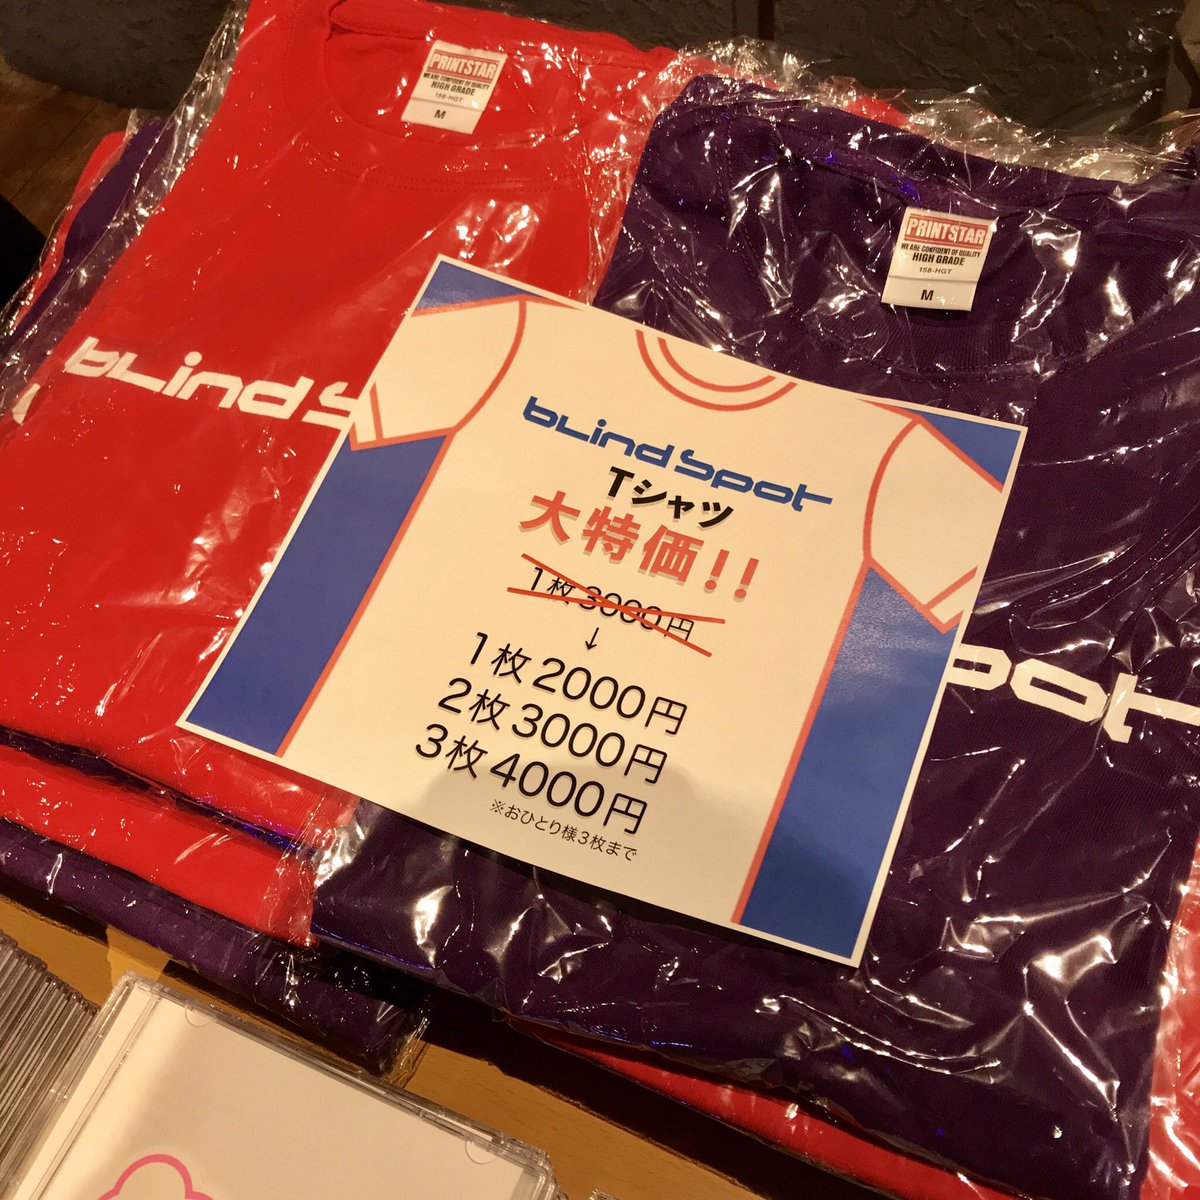 PRINTSTAR
WE ARE CONFIDENT OF QUALITY
HIGH GRADE
158-HGT
M
PRINTSTAR
WE ARE CONFIDENT OF QUALITY
HIGH GRADE
158-HGT
M
blind S
blind spot
Tシャツ
大特価!!
1枚3000円
↓
1枚2000円
2枚3000円
3枚4000円
※おひとり様3枚まで
pot